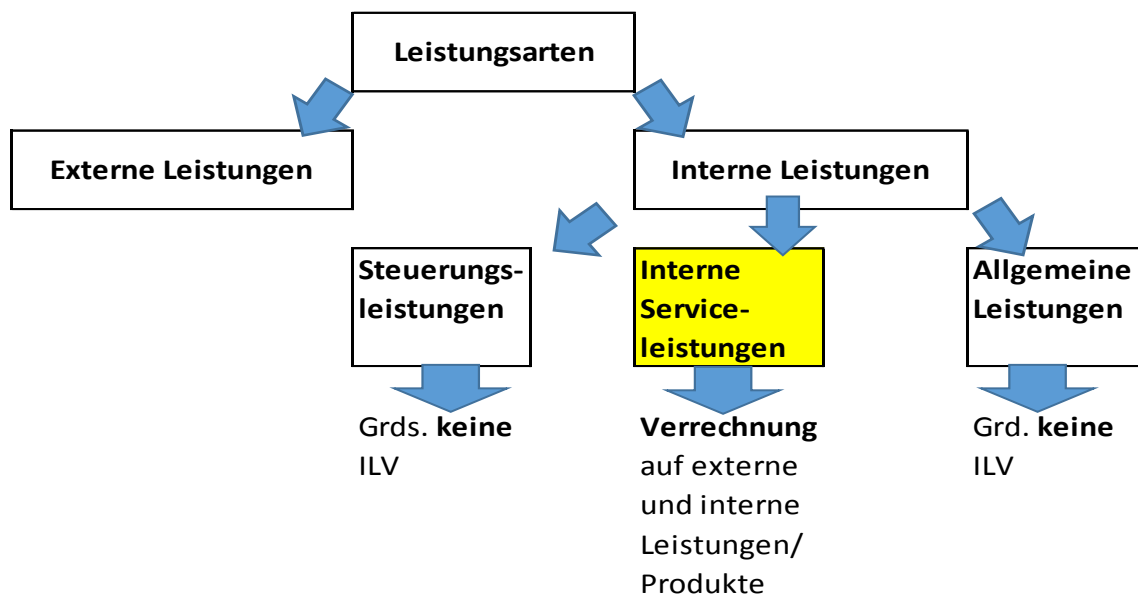 Leistungsarten
Externe Leistungen
Interne Leistungen
Steuerungs-
leistungen
Interne
Service-
leistungen
Allgemeine
Leistungen
Grds. keine
ILV
Verrechnung
auf externe
und interne
Leistungen/
Produkte
Grd. keine
ILV